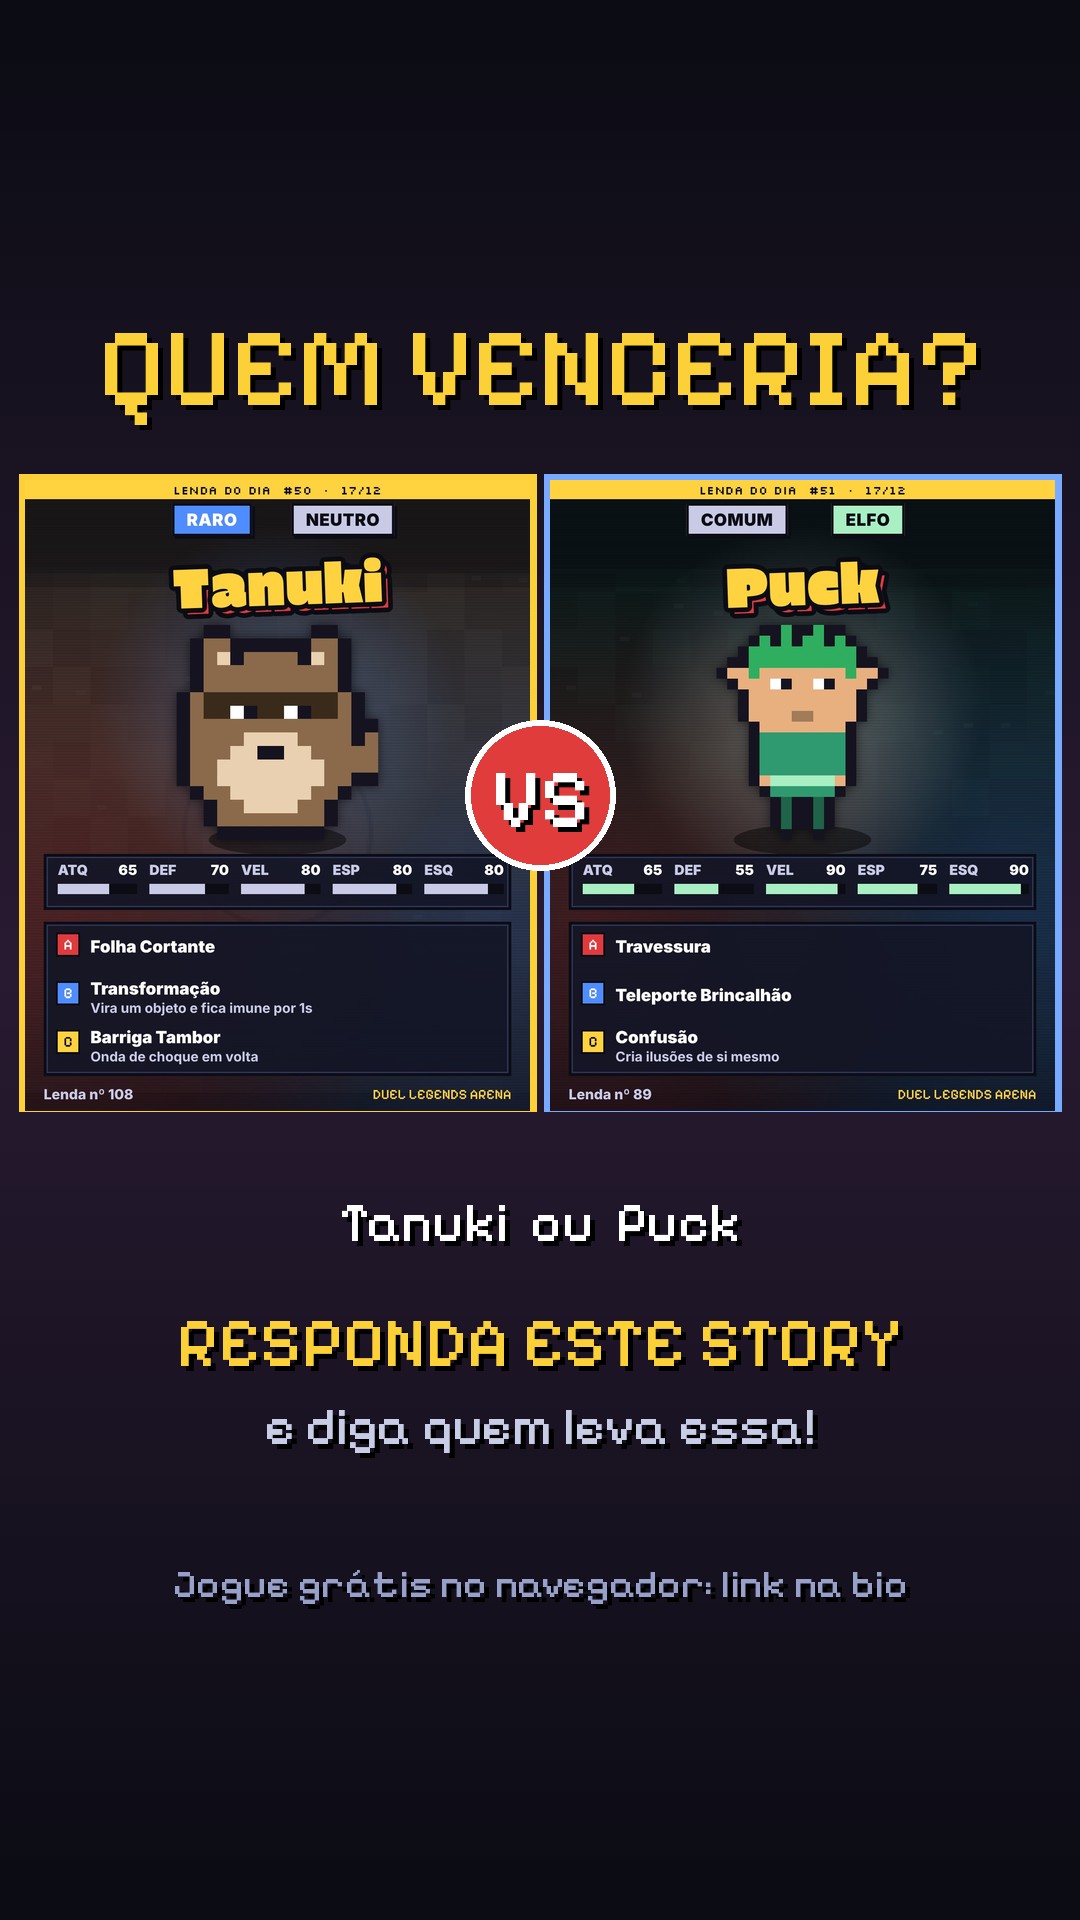 QUEM VENCERIA?
LENDA DO DIA #50 · 17/12
RARO NEUTRO
Tanuki
ATQ 65 DEF 70 VEL 80 ESP 80 ESQ 80
A Folha Cortante
B Transformação
Vira um objeto e fica imune por 1s
C Barriga Tambor
Onda de choque em volta
Lenda nº 108 DUEL LEGENDS ARENA
VS
LENDA DO DIA #51 · 17/12
COMUM ELFO
Puck
ATQ 65 DEF 55 VEL 90 ESP 75 ESQ 90
A Travessura
B Teleporte Brincalhão
C Confusão
Cria ilusões de si mesmo
Lenda nº 89 DUEL LEGENDS ARENA
Tanuki ou Puck
RESPONDA ESTE STORY
e diga quem leva essa!
Jogue grátis no navegador: link na bio